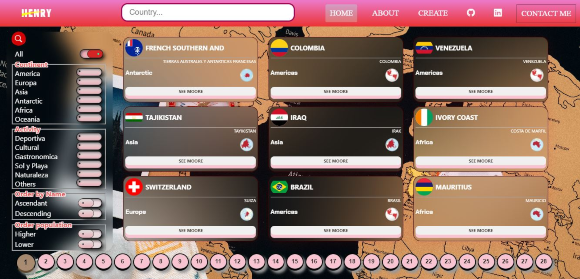 HENRY
Country...
HOME
ABOUT
CREATE
CONTACT ME
All
Continent
America
Europa
Asia
Antarctic
Africa
Oceania
Activity
Deportiva
Cultural
Gastronomica
Sol y Playa
Naturaleza
Others
Order by Name
Ascendant
Descending
Order population
Higher
Lower
FRENCH SOUTHERN AND
TIERRAS AUSTRALES Y ANTÁRTICAS FRANCESAS
Antarctic
SEE MOORE
COLOMBIA
COLOMBIA
Americas
SEE MOORE
VENEZUELA
VENEZUELA
Americas
SEE MOORE
TAJIKISTAN
TAYIKISTÁN
Asia
SEE MOORE
IRAQ
IRAK
Asia
SEE MOORE
IVORY COAST
COSTA DE MARFIL
Africa
SEE MOORE
SWITZERLAND
SUIZA
Europe
SEE MOORE
BRAZIL
BRASIL
Americas
SEE MOORE
MAURITIUS
MAURICIO
Africa
SEE MOORE
1 2 3 4 5 6 7 8 9 10 11 12 13 14 15 16 17 18 19 20 21 22 23 24 25 26 27 28